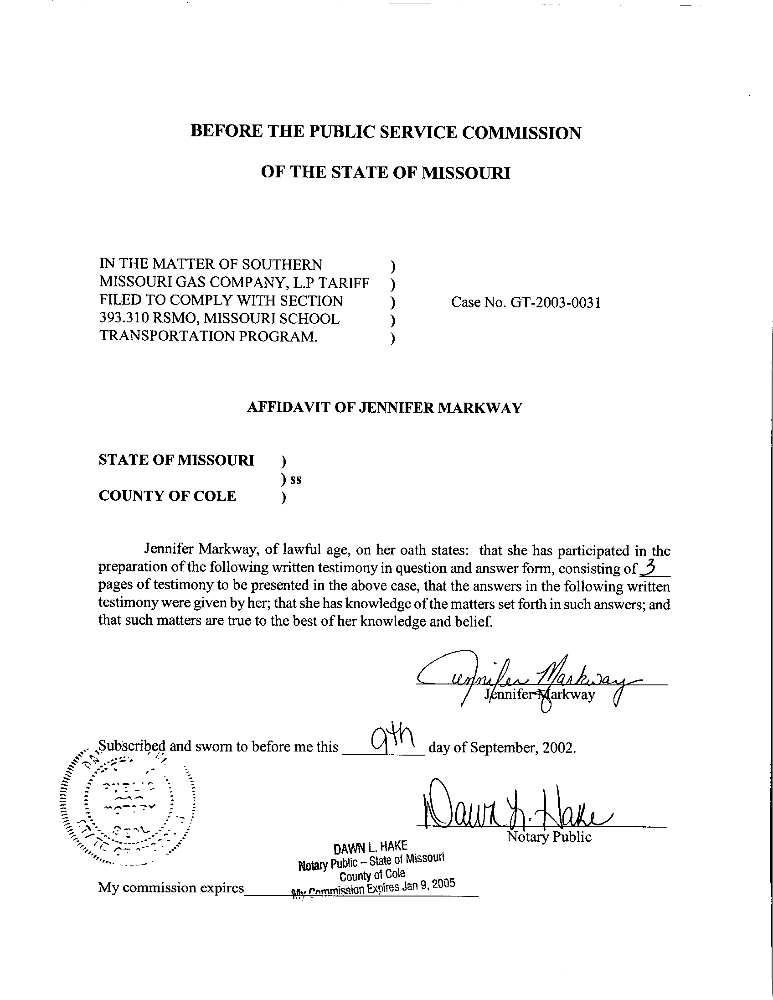 BEFORE THE PUBLIC SERVICE COMMISSION
OF THE STATE OF MISSOURI
IN THE MATTER OF SOUTHERN )
MISSOURI GAS COMPANY, L.P TARIFF )
FILED TO COMPLY WITH SECTION ) Case No. GT-2003-0031
393.310 RSMO, MISSOURI SCHOOL )
TRANSPORTATION PROGRAM. )
AFFIDAVIT OF JENNIFER MARKWAY
STATE OF MISSOURI )
) ss
COUNTY OF COLE )
Jennifer Markway, of lawful age, on her oath states: that she has participated in the
preparation of the following written testimony in question and answer form, consisting of 3
pages of testimony to be presented in the above case, that the answers in the following written
testimony were given by her; that she has knowledge of the matters set forth in such answers; and
that such matters are true to the best of her knowledge and belief.
Jennifer Markway
Jennifer Markway
Subscribed and sworn to before me this 9th day of September, 2002.
Dawn L. Hake
Notary Public
DAWN L. HAKE
Notary Public – State of Missouri
County of Cole
My commission expires My Commission Expires Jan 9, 2005